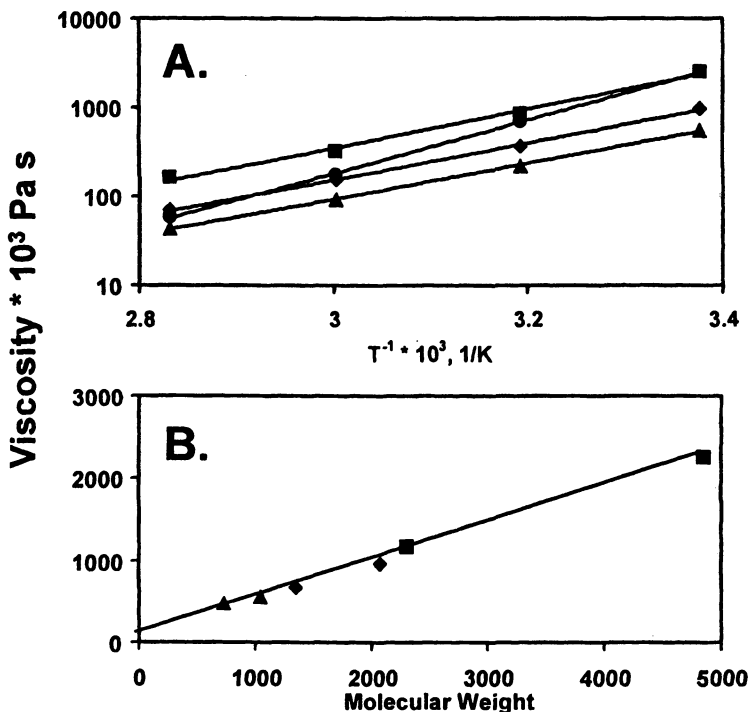 10000
A.
1000
100
10
2.8 3 3.2 3.4
T⁻¹ * 10³, 1/K
Viscosity * 10³ Pa s
3000
B.
2000
1000
0
0 1000 2000 3000 4000 5000
Molecular Weight